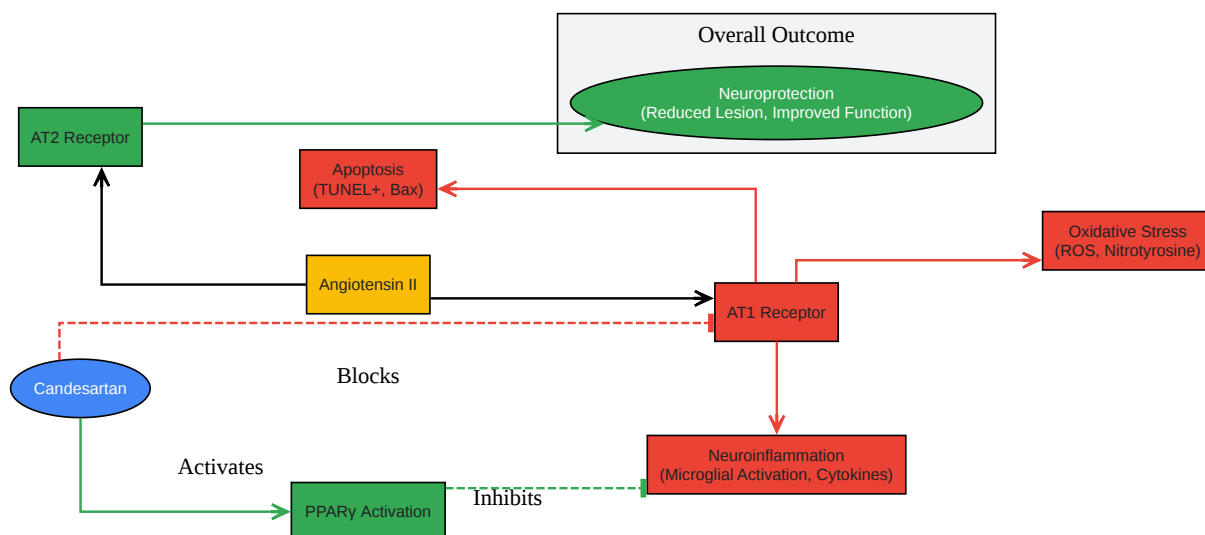 Overall Outcome
Neuroprotection
(Reduced Lesion, Improved Function)
AT2 Receptor
Apoptosis
(TUNEL+, Bax)
Oxidative Stress
(ROS, Nitrotyrosine)
Angiotensin II
AT1 Receptor
Blocks
Candesartan
Activates
Neuroinflammation
(Microglial Activation, Cytokines)
Inhibits
PPARγ Activation